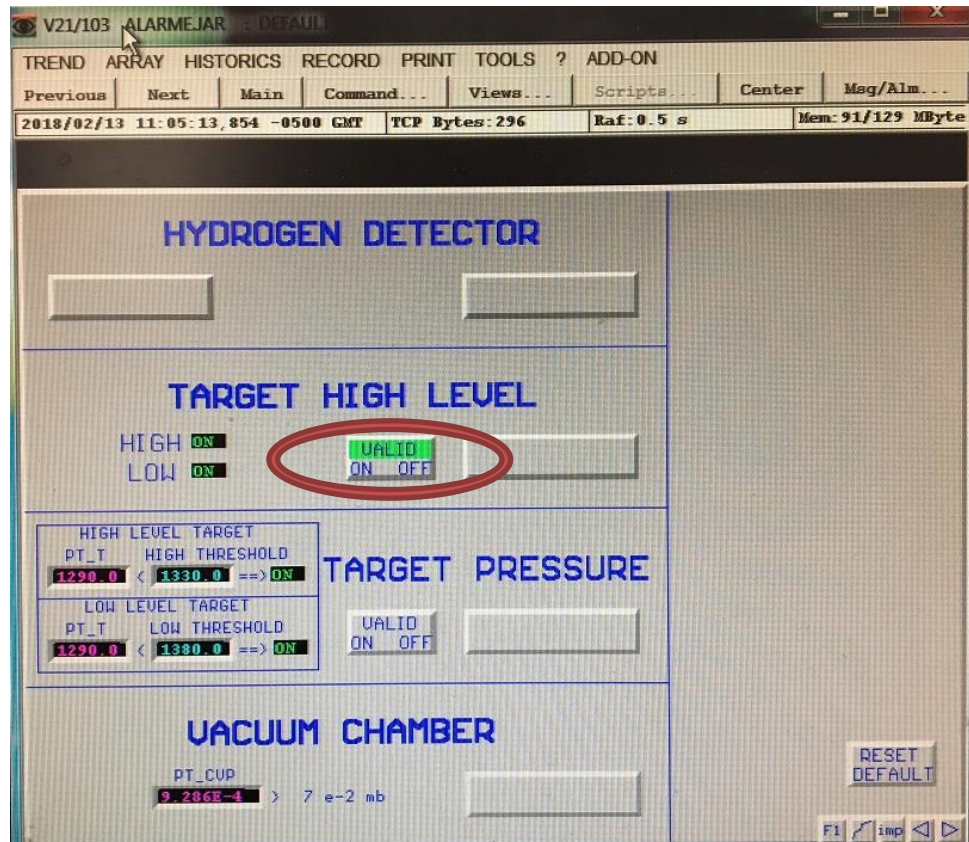 V21/103 ALARMEJAR : DEFAUL
TREND ARRAY HISTORICS RECORD PRINT TOOLS ? ADD-ON
Previous Next Main Command... Views... Scripts... Center Msg/Alm...
2018/02/13 11:05:13,854 -0500 GMT TCP Bytes:296 Raf:0.5 s Mem:91/129 MByte
HYDROGEN DETECTOR
TARGET HIGH LEVEL
HIGH ON
LOW ON
VALID
ON OFF
HIGH LEVEL TARGET
PT_T HIGH THRESHOLD
1290.0 < 1330.0 ==> ON
LOW LEVEL TARGET
PT_T LOW THRESHOLD
1290.0 < 1380.0 ==> ON
TARGET PRESSURE
VALID
ON OFF
VACUUM CHAMBER
PT_CVP
9.286E-4 > 7 e-2 mb
RESET
DEFAULT
F1 imp